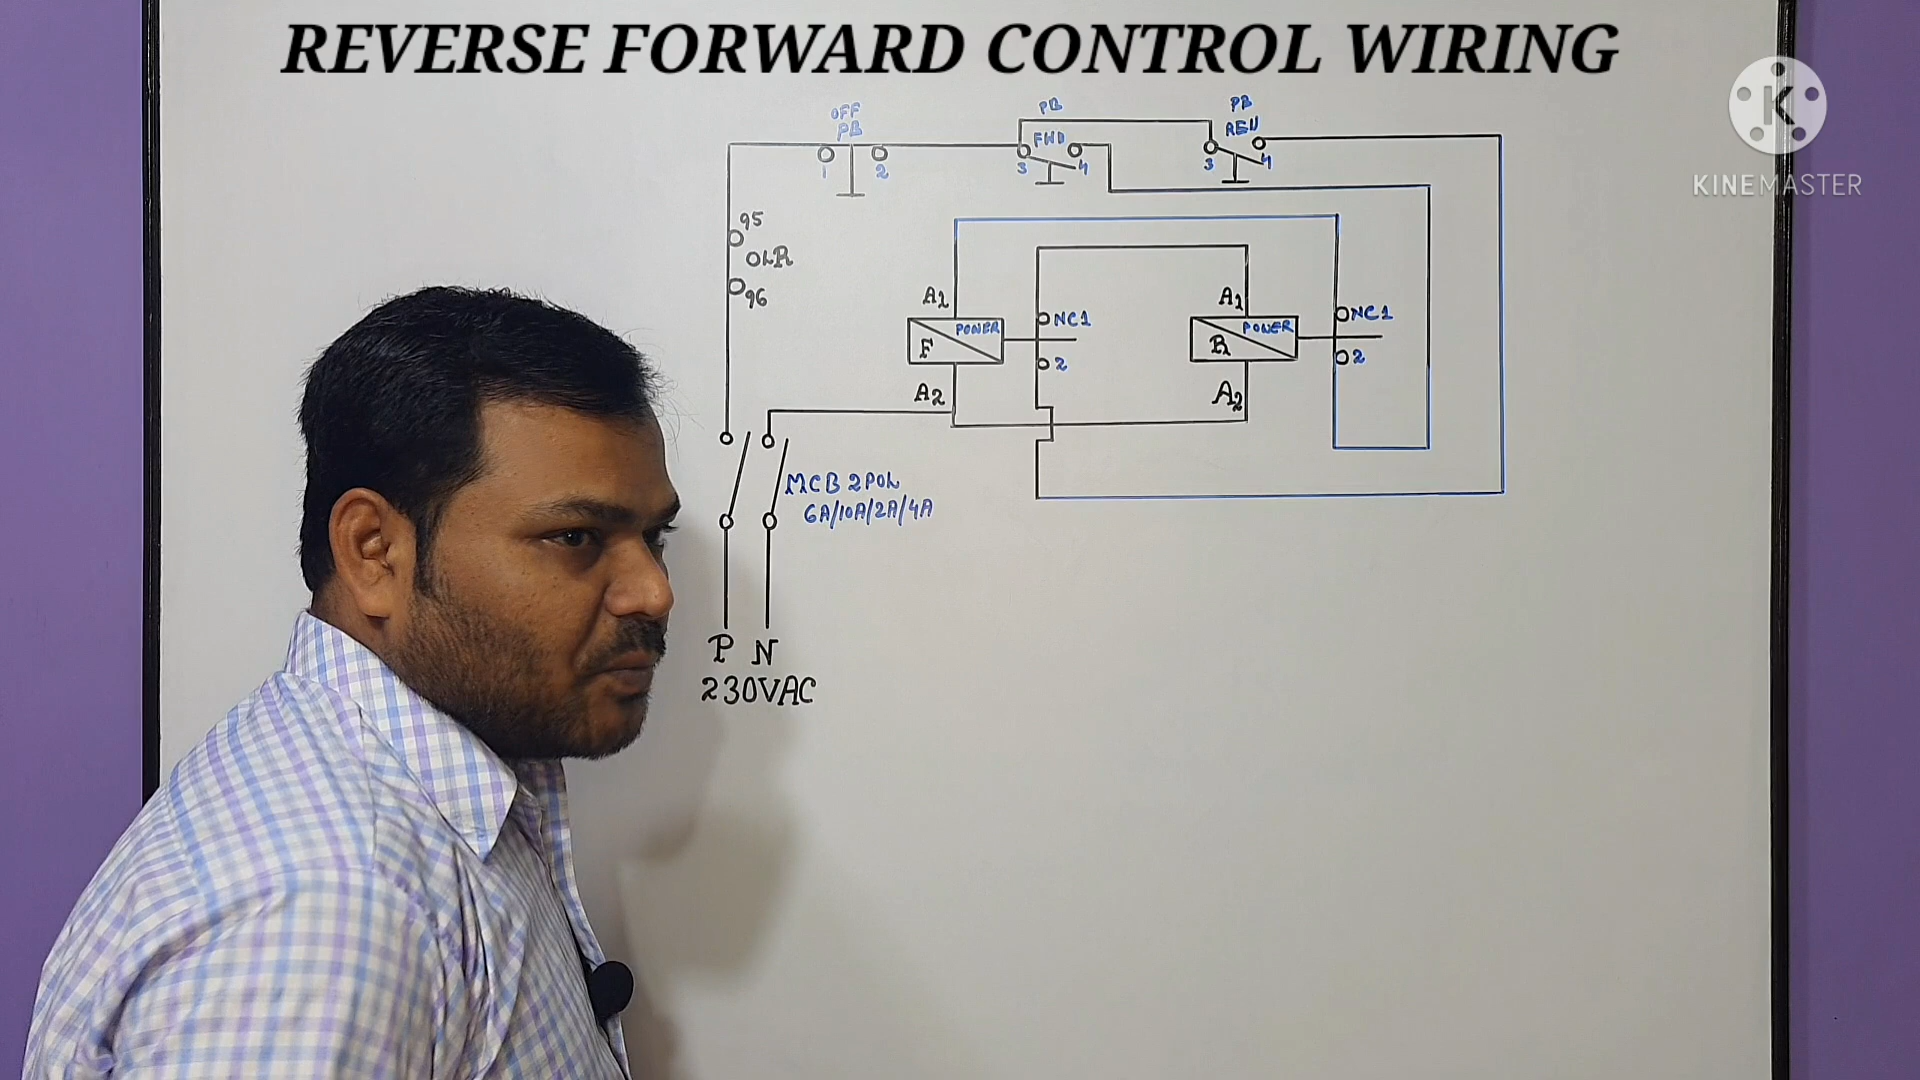 REVERSE FORWARD CONTROL WIRING
K
KINEMASTER
OFF
PB
1
2
PB
FWD
3
4
PB
REV
3
4
95
OLR
96
A1
POWER
F
A2
NC1
2
A1
POWER
R
A2
NC1
2
MCB 2POL
6A/10A/2A/4A
P N
230VAC